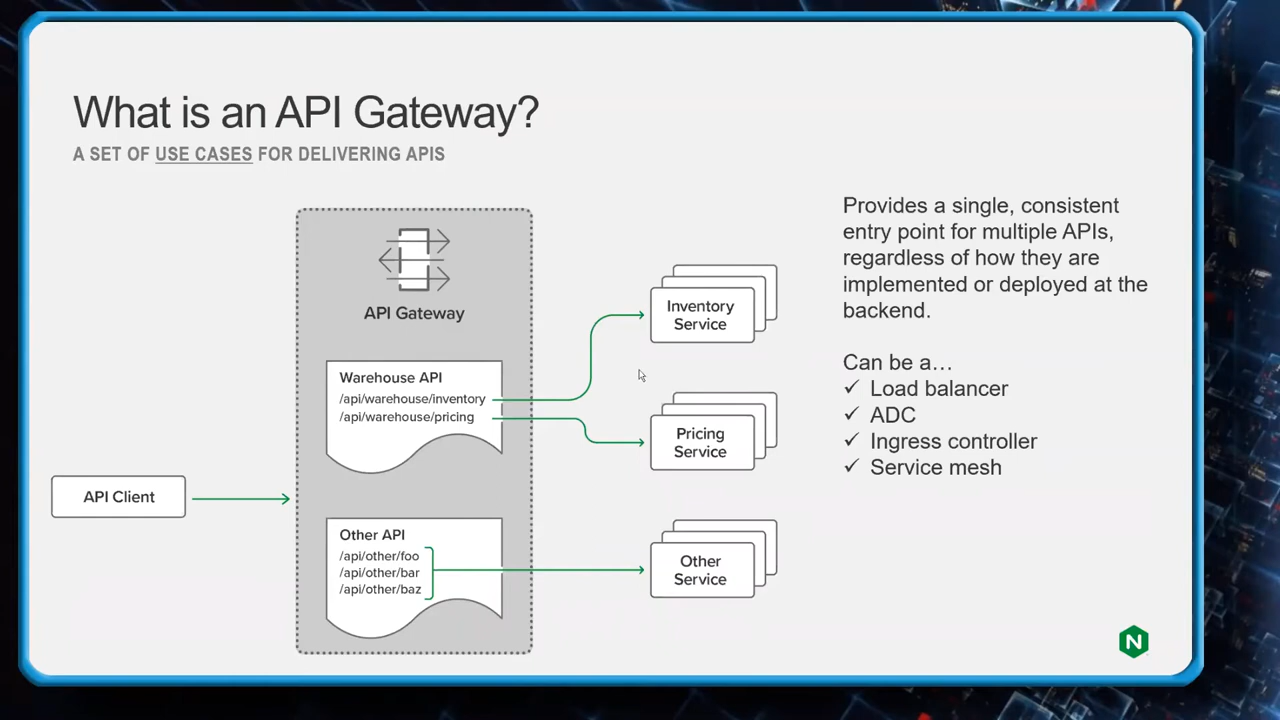 What is an API Gateway?
A SET OF USE CASES FOR DELIVERING APIS
API Gateway
Warehouse API
/api/warehouse/inventory
/api/warehouse/pricing
API Client
Other API
/api/other/foo
/api/other/bar
/api/other/baz
Inventory
Service
Pricing
Service
Other
Service
Provides a single, consistent
entry point for multiple APIs,
regardless of how they are
implemented or deployed at the
backend.
Can be a…
✓ Load balancer
✓ ADC
✓ Ingress controller
✓ Service mesh
N